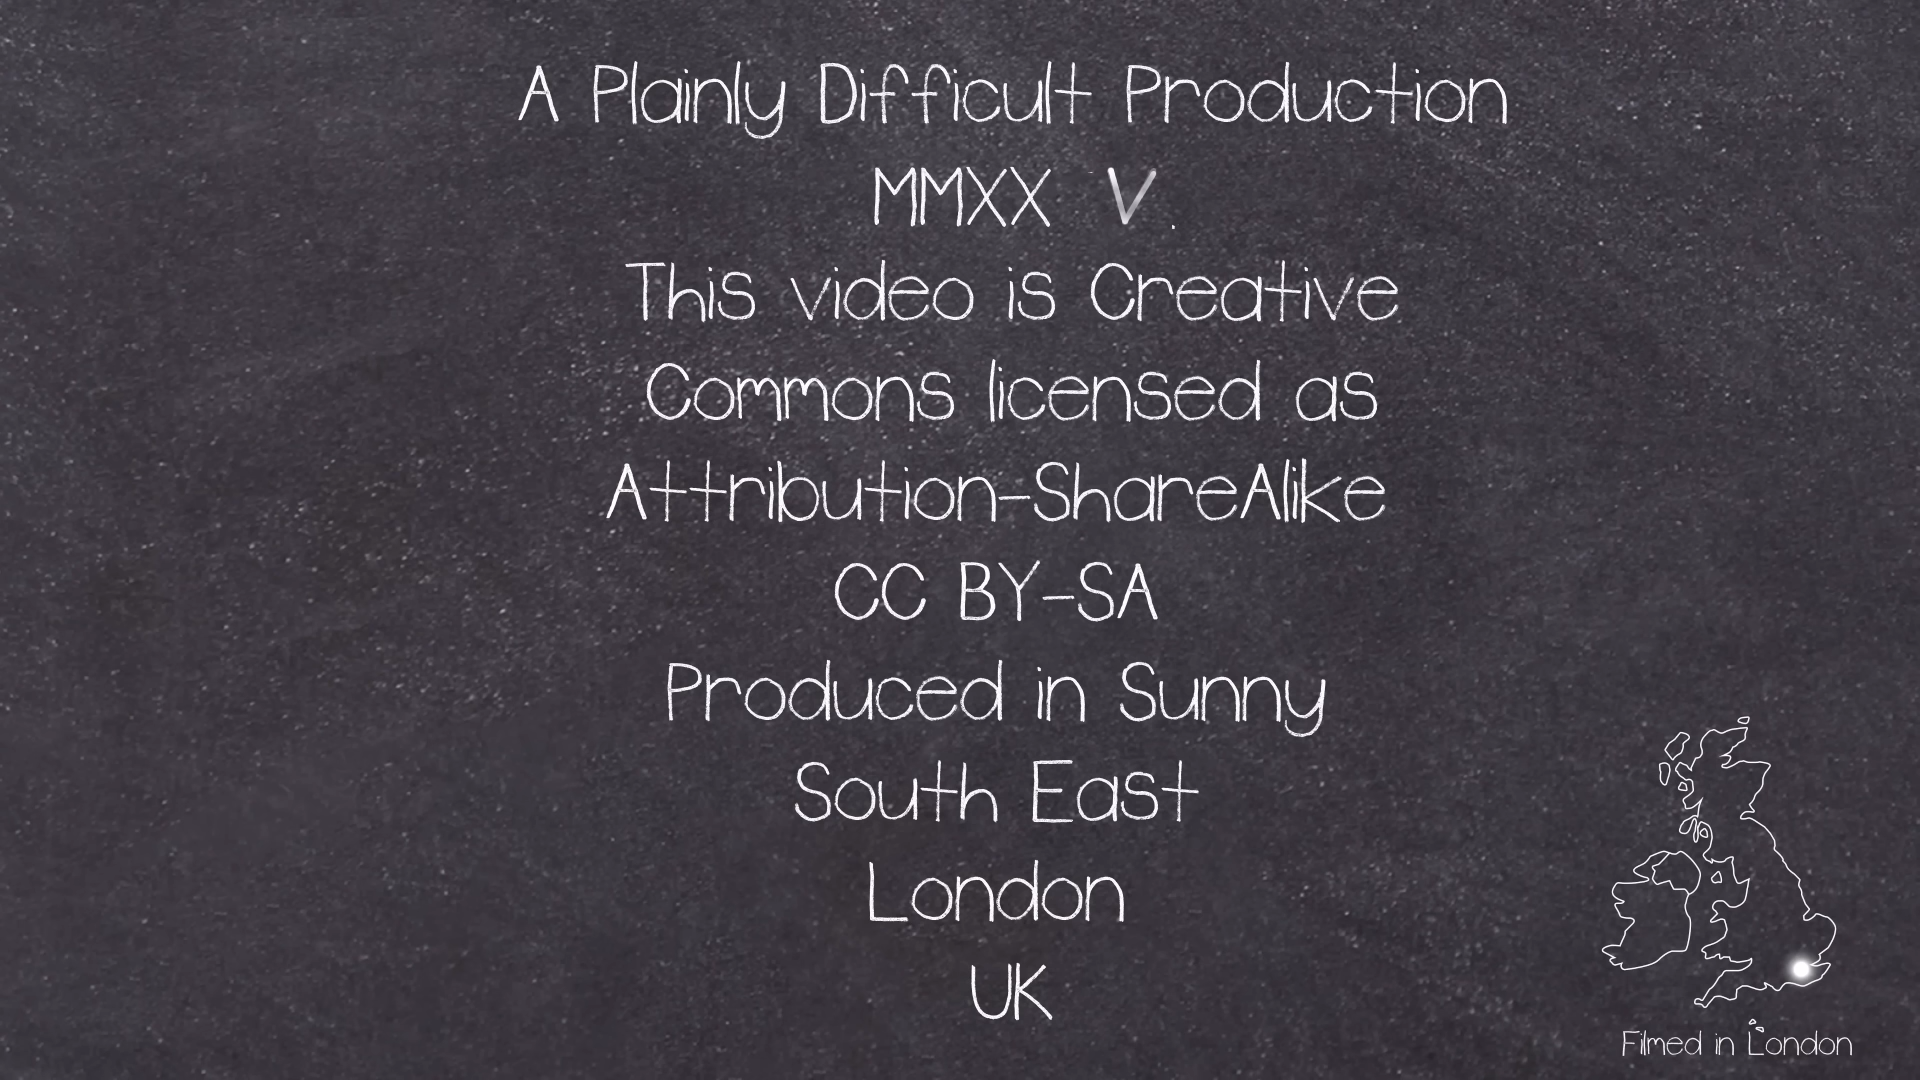 A Plainly Difficult Production
MMXX V.
This video is Creative
Commons licensed as
Attribution-ShareAlike
CC BY-SA
Produced in Sunny
South East
London
UK
Filmed in London